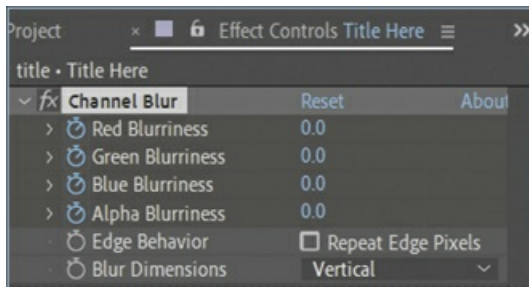 Project × Effect Controls Title Here
title • Title Here
fx Channel Blur Reset About
Red Blurriness 0.0
Green Blurriness 0.0
Blue Blurriness 0.0
Alpha Blurriness 0.0
Edge Behavior Repeat Edge Pixels
Blur Dimensions Vertical